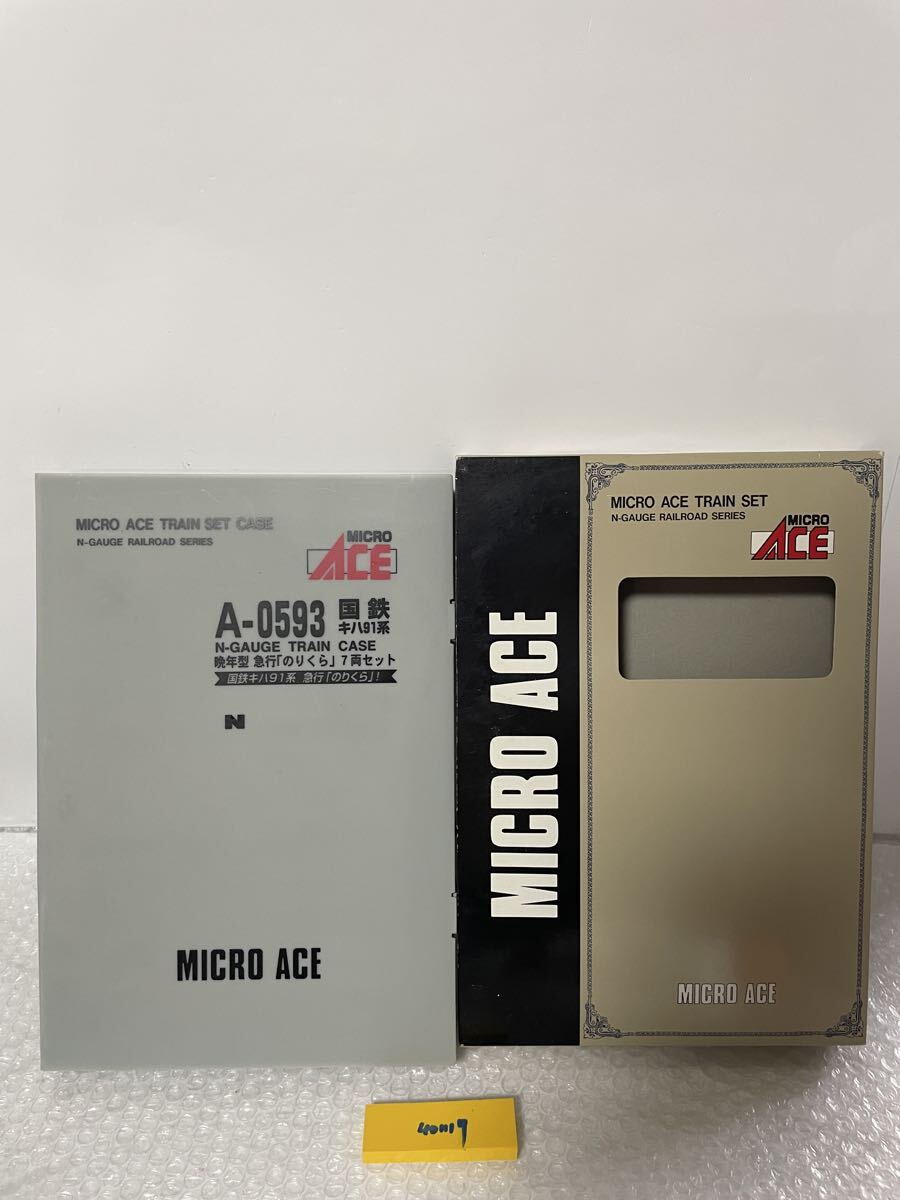 MICRO ACE TRAIN SET CASE
N-GAUGE RAILROAD SERIES
MICRO
ACE
A-0593 国鉄
キハ91系
N-GAUGE TRAIN CASE
晩年型 急行「のりくら」7両セット
国鉄キハ91系 急行「のりくら」!
N
MICRO ACE
MICRO ACE
MICRO ACE TRAIN SET
N-GAUGE RAILROAD SERIES
MICRO
ACE
MICRO ACE